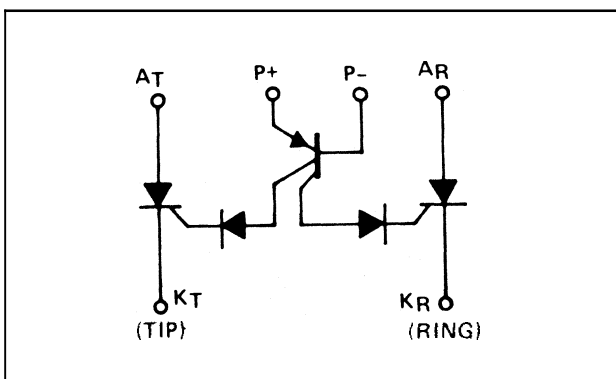 AT
P+
P-
AR
KT
(TIP)
KR
(RING)